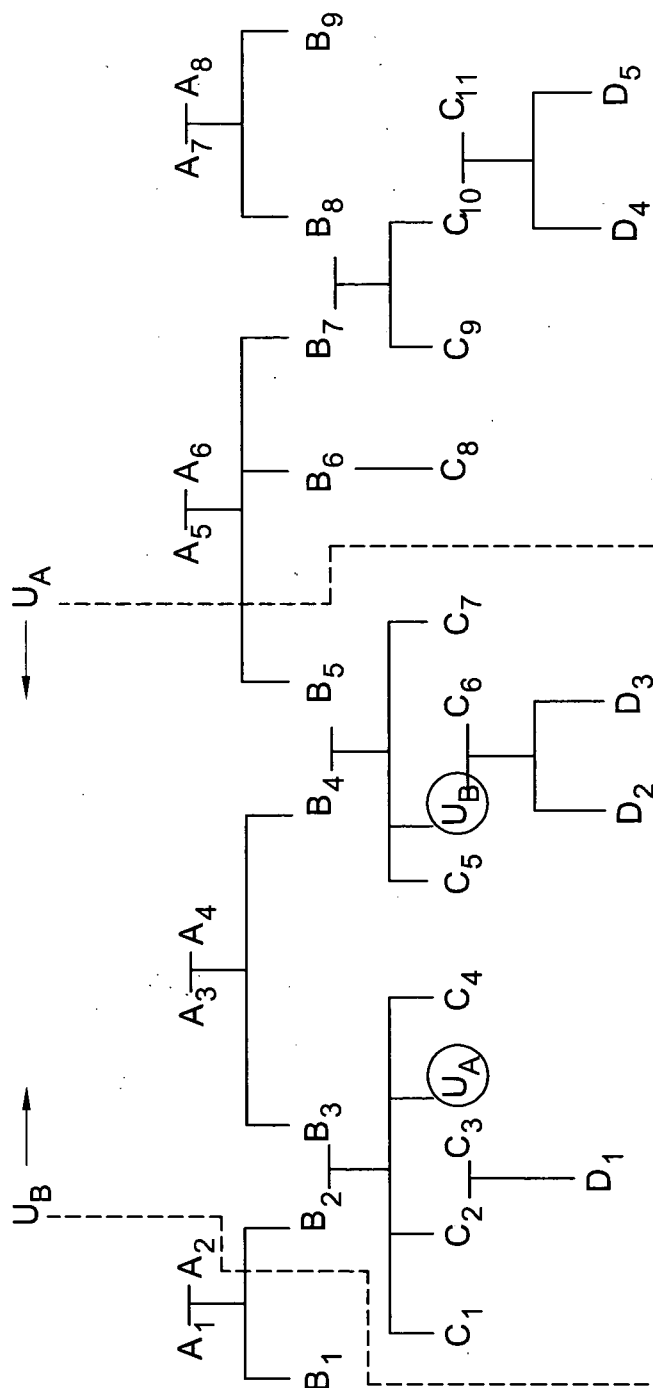 U_B U_A
A_1 A_2 A_3 A_4 A_5 A_6 A_7 A_8
B_1 B_2 B_3 B_4 B_5 B_6 B_7 B_8 B_9
C_1 C_2 C_3 U_A C_4 C_5 U_B C_6 C_7 C_8 C_9 C_10 C_11
D_1 D_2 D_3 D_4 D_5